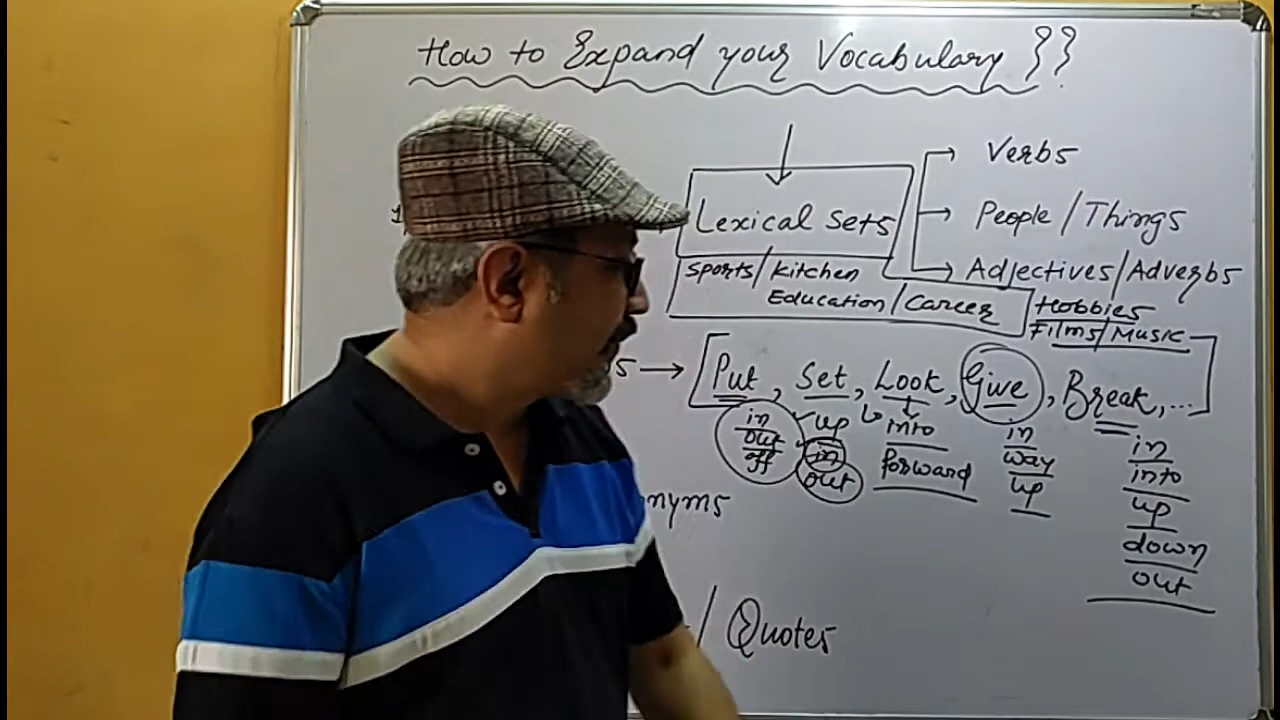 How to Expand your Vocabulary ??
Verbs
Lexical Sets
People / Things
Adjectives / Adverbs
Sports / Kitchen
Education / Career
Hobbies
Films / Music
→ Put, Set, Look, Give, Break, ...
in
out
off
up
in
out
into
forward
in
way
up
in
into
up
down
out
/ Quotes